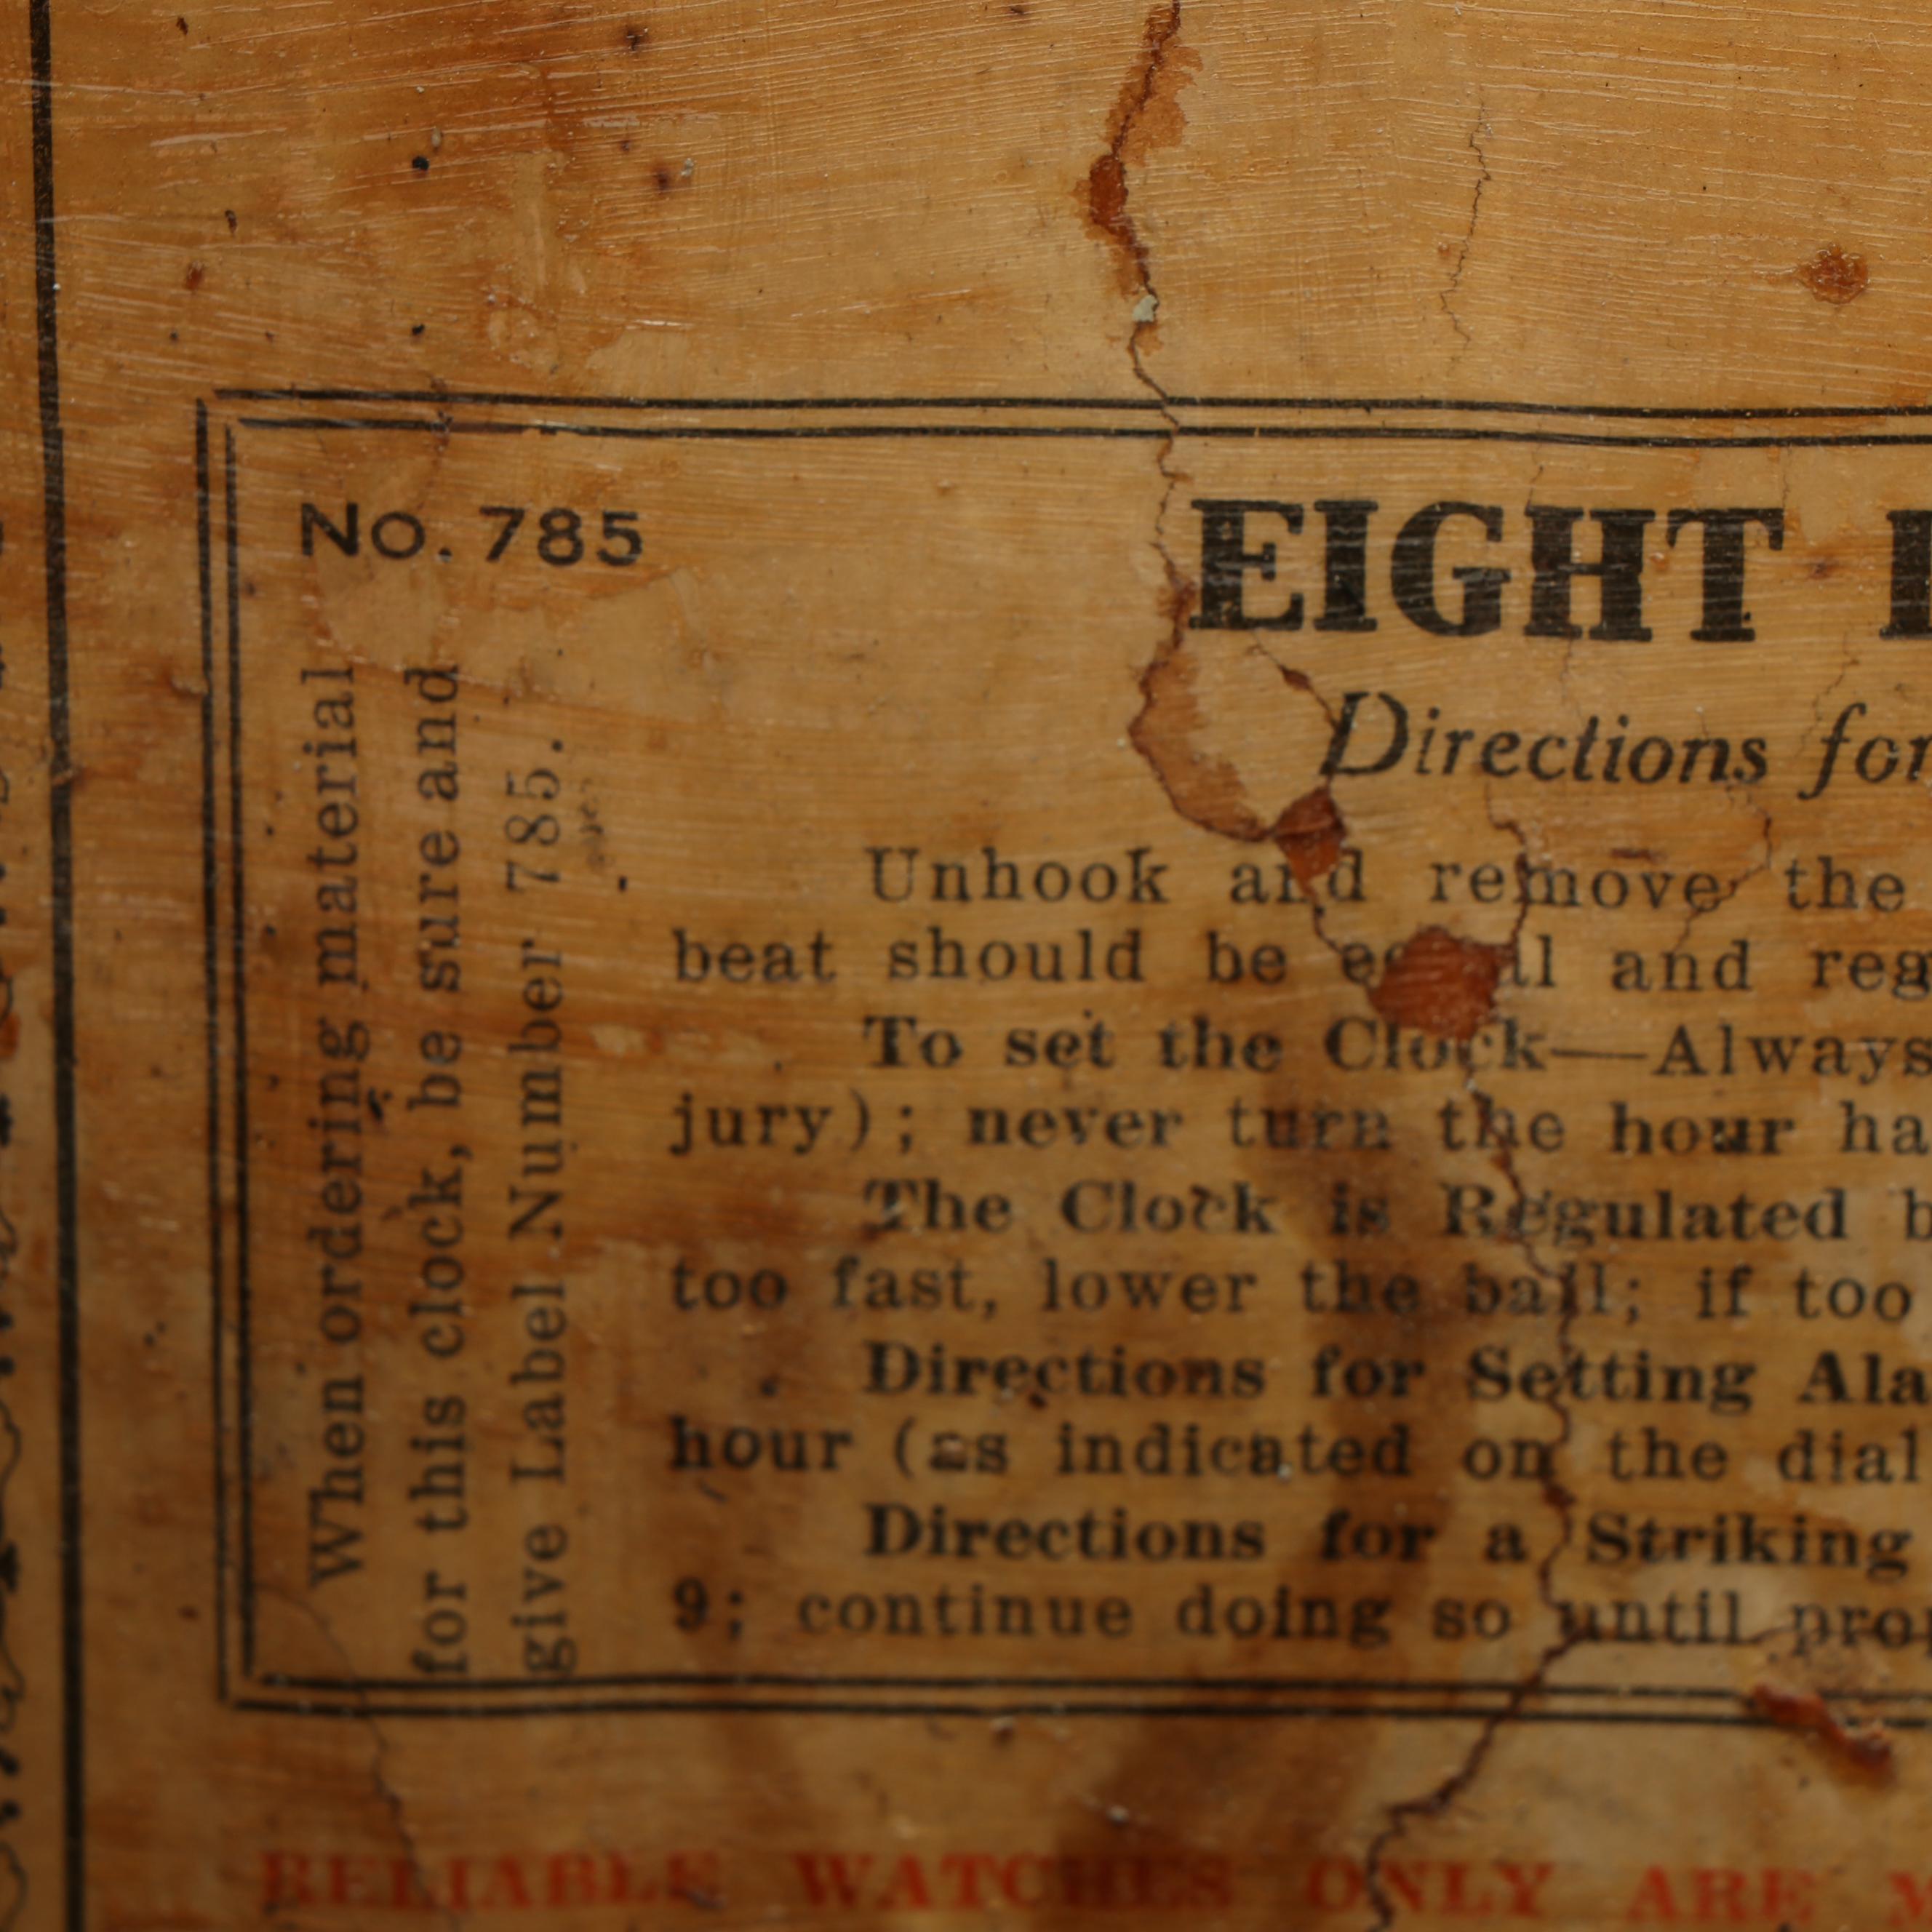 No. 785
EIGHT
Directions for
When ordering material
for this clock, be sure and
give Label Number 785.
Unhook and remove the
beat should be equal and reg
To set the Clock—Always
jury); never turn the hour ha
The Clock is Regulated b
too fast, lower the ball; if too
Directions for Setting Ala
hour (as indicated on the dial
Directions for a Striking
9; continue doing so until pro
RELIABLE WATCHES ONLY ARE M